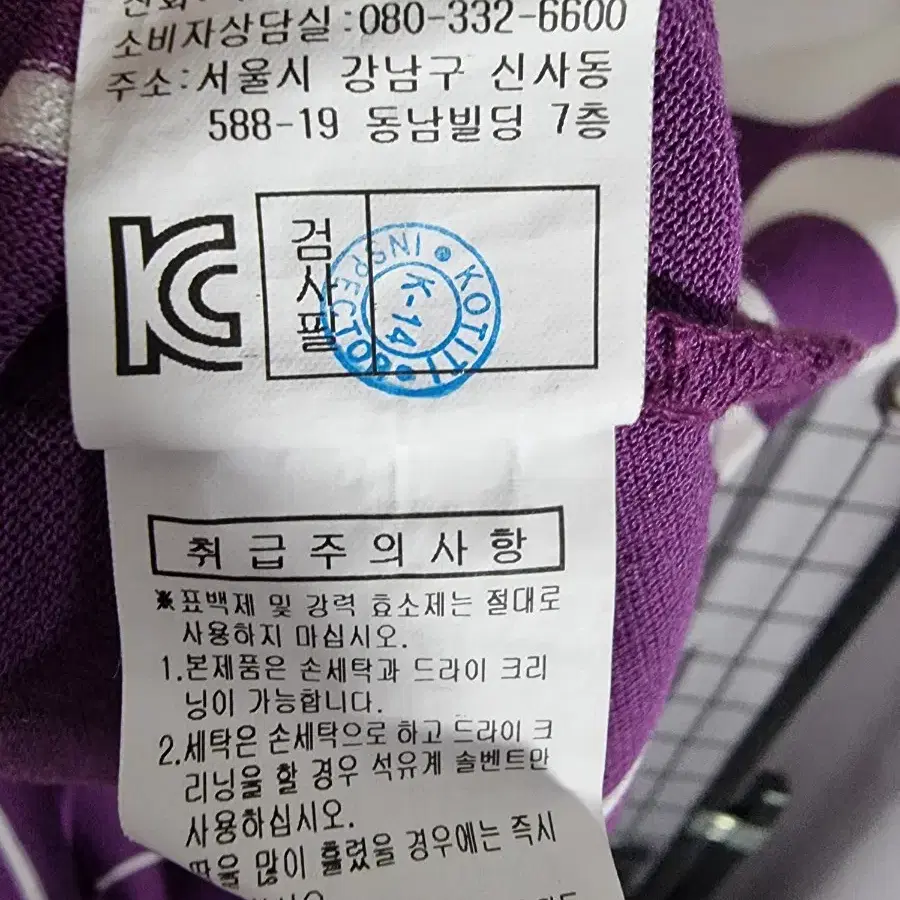 소비자상담실:080-332-6600
주소:서울시 강남구 신사동
588-19 동남빌딩 7층
KC
검사필
KOTITI INSPECTOR
K-14
취급주의사항
※표백제 및 강력 효소제는 절대로
사용하지 마십시오.
1.본제품은 손세탁과 드라이 크리
닝이 가능합니다.
2.세탁은 손세탁으로 하고 드라이 크
리닝을 할 경우 석유계 솔벤트만
사용하십시오.
땀을 많이 흘렸을 경우에는 즉시